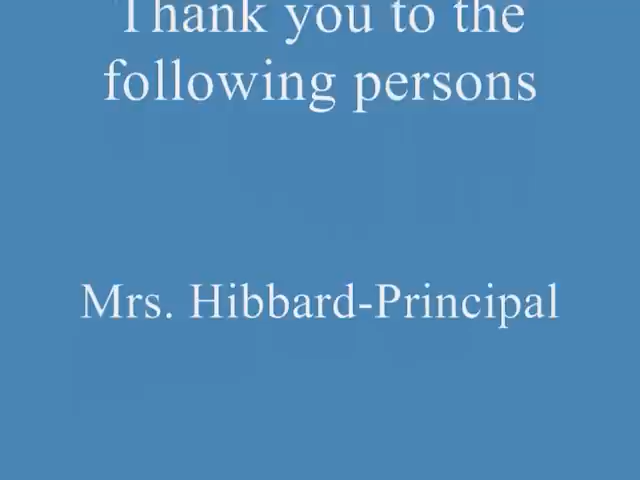 Thank you to the
following persons
Mrs. Hibbard-Principal